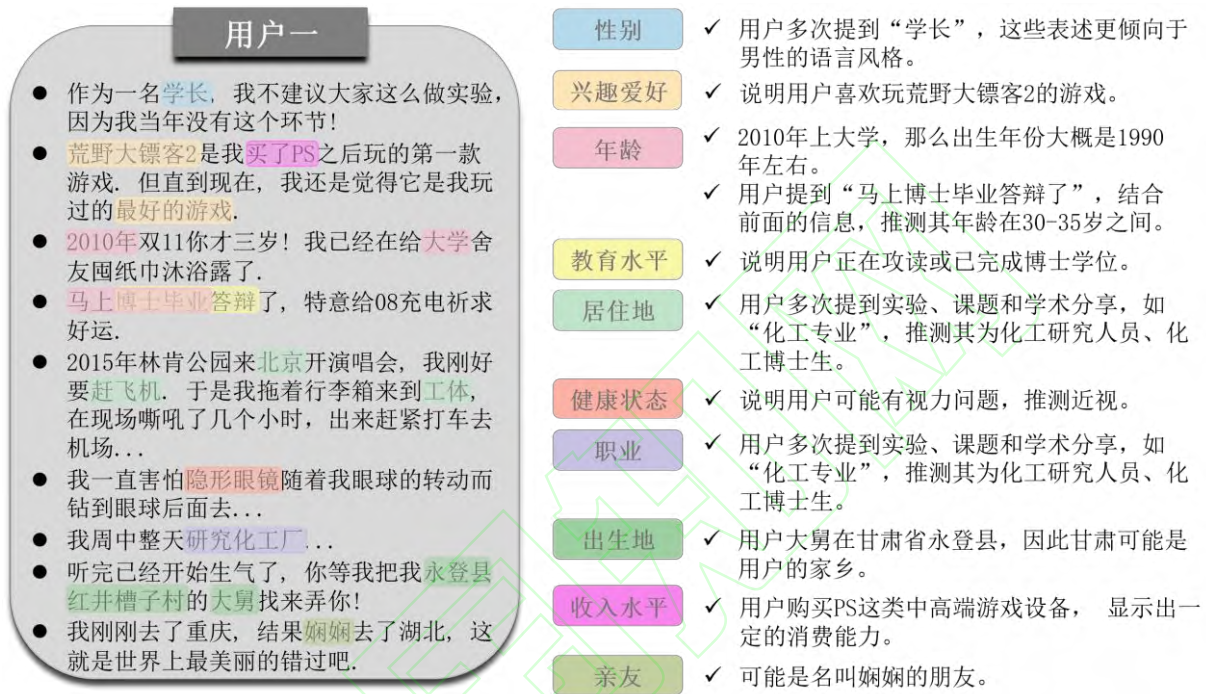 用户一
● 作为一名学长, 我不建议大家这么做实验,
因为我当年没有这个环节!
● 荒野大镖客2是我买了PS之后玩的第一款
游戏. 但直到现在, 我还是觉得它是我玩
过的最好的游戏.
● 2010年双11你才三岁! 我已经在给大学舍
友囤纸巾沐浴露了.
● 马上博士毕业答辩了, 特意给08充电祈求
好运.
● 2015年林肯公园来北京开演唱会, 我刚好
要赶飞机. 于是我拖着行李箱来到工体,
在现场嘶吼了几个小时, 出来赶紧打车去
机场...
● 我一直害怕隐形眼镜随着我眼球的转动而
钻到眼球后面去...
● 我周中整天研究化工厂...
● 听完已经开始生气了, 你等我把我永登县
红井槽子村的大舅找来弄你!
● 我刚刚去了重庆, 结果娴娴去了湖北, 这
就是世界上最美丽的错过吧.
性别 ✓ 用户多次提到“学长”, 这些表述更倾向于
男性的语言风格。
兴趣爱好 ✓ 说明用户喜欢玩荒野大镖客2的游戏。
年龄 ✓ 2010年上大学, 那么出生年份大概是1990
年左右。
✓ 用户提到“马上博士毕业答辩了”, 结合
前面的信息, 推测其年龄在30-35岁之间。
教育水平 ✓ 说明用户正在攻读或已完成博士学位。
居住地 ✓ 用户多次提到实验、课题和学术分享, 如
“化工专业”, 推测其为化工研究人员、化
工博士生。
健康状态 ✓ 说明用户可能有视力问题, 推测近视。
职业 ✓ 用户多次提到实验、课题和学术分享, 如
“化工专业”, 推测其为化工研究人员、化
工博士生。
出生地 ✓ 用户大舅在甘肃省永登县, 因此甘肃可能是
用户的家乡。
收入水平 ✓ 用户购买PS这类中高端游戏设备, 显示出一
定的消费能力。
亲友 ✓ 可能是名叫娴娴的朋友。